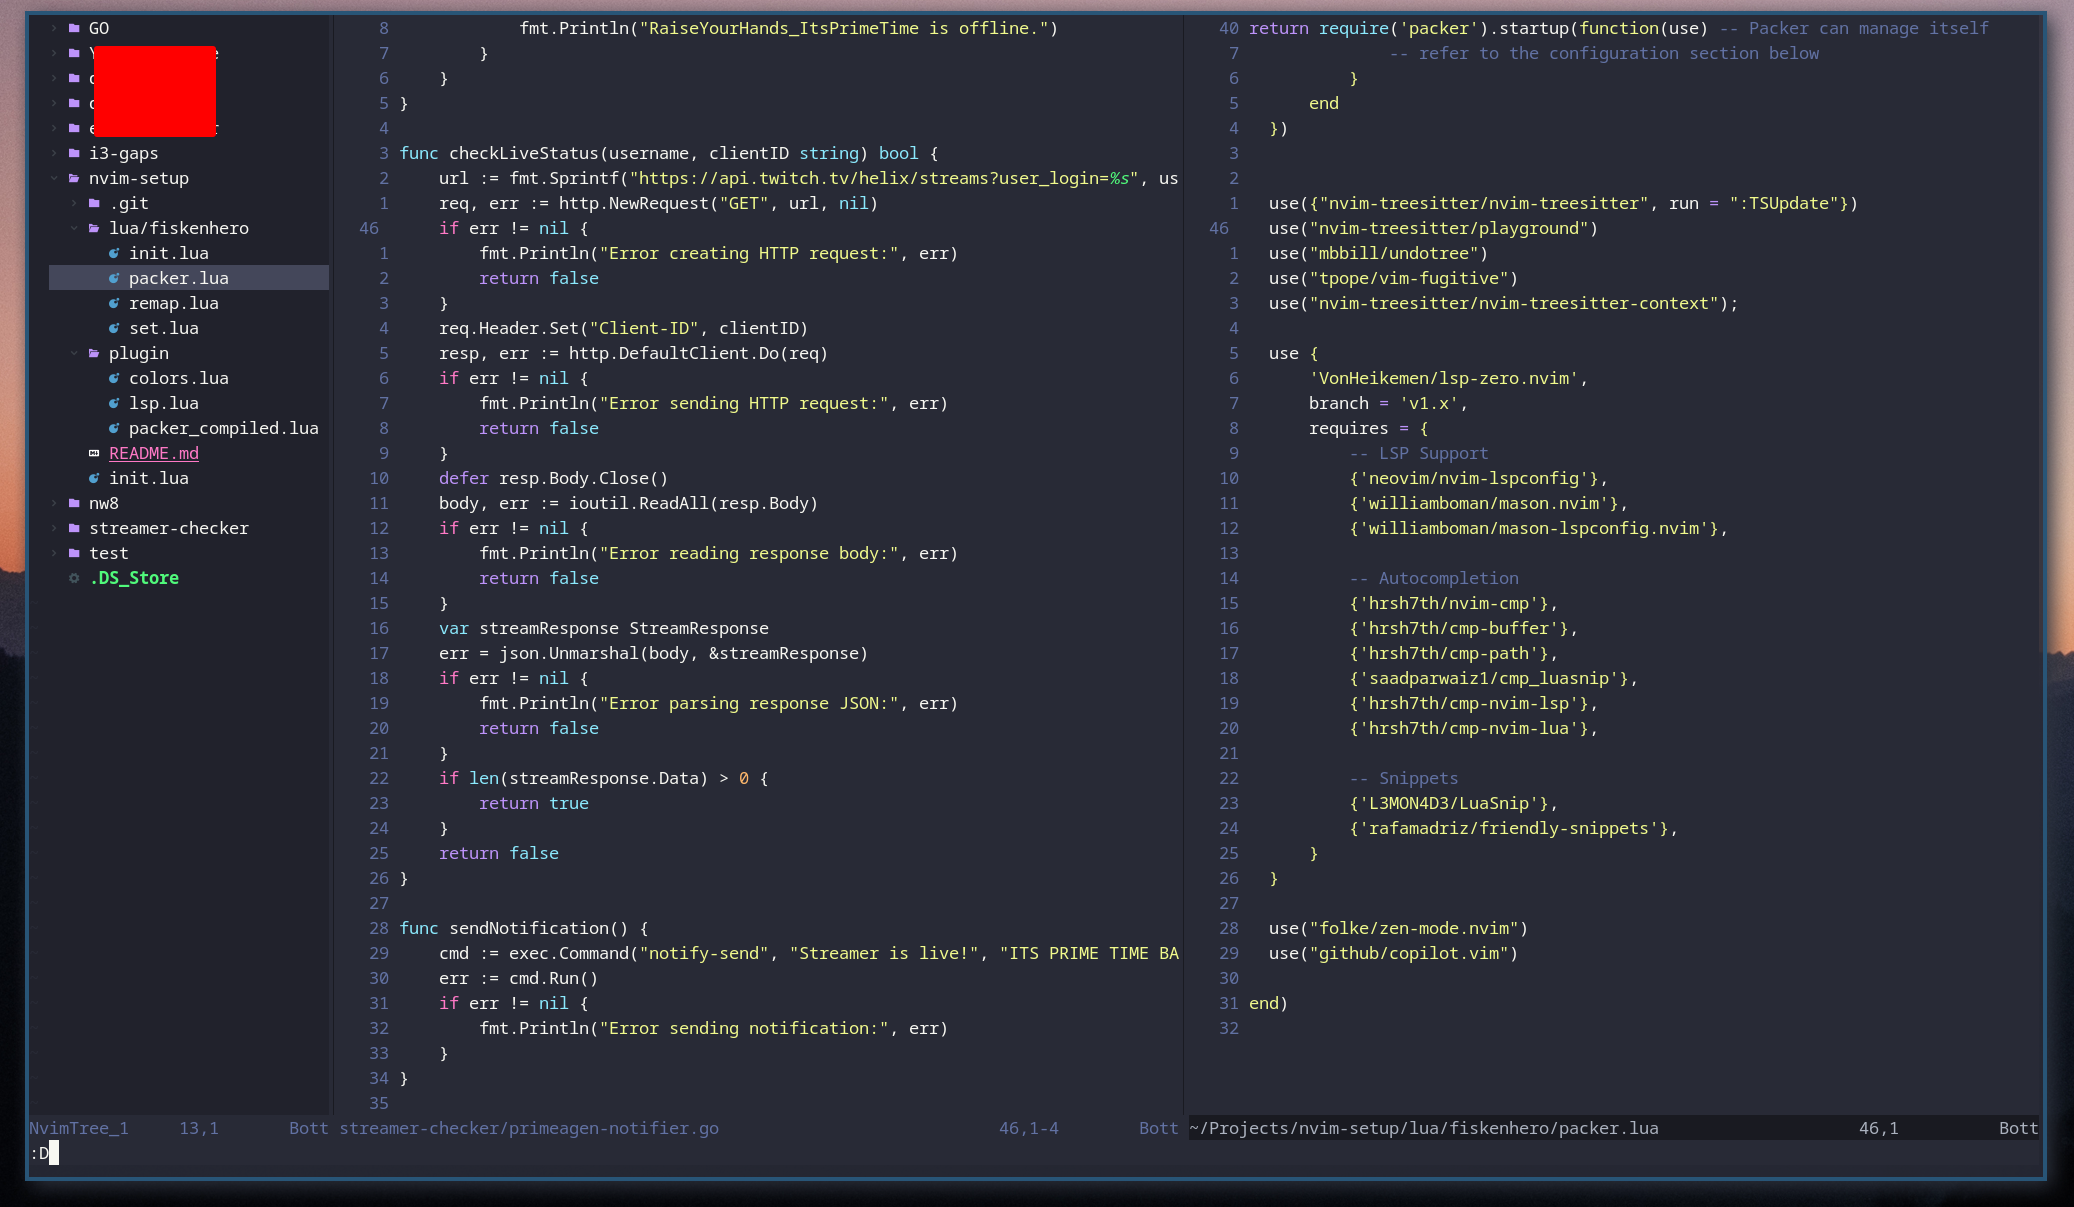 GO
i3-gaps
nvim-setup
.git
lua/fiskenhero
init.lua
packer.lua
remap.lua
set.lua
plugin
colors.lua
lsp.lua
packer_compiled.lua
README.md
init.lua
nw8
streamer-checker
test
.DS_Store
8 fmt.Println("RaiseYourHands_ItsPrimeTime is offline.")
7 }
6 }
5 }
4
3 func checkLiveStatus(username, clientID string) bool {
2 url := fmt.Sprintf("https://api.twitch.tv/helix/streams?user_login=%s", us
1 req, err := http.NewRequest("GET", url, nil)
46 if err != nil {
1 fmt.Println("Error creating HTTP request:", err)
2 return false
3 }
4 req.Header.Set("Client-ID", clientID)
5 resp, err := http.DefaultClient.Do(req)
6 if err != nil {
7 fmt.Println("Error sending HTTP request:", err)
8 return false
9 }
10 defer resp.Body.Close()
11 body, err := ioutil.ReadAll(resp.Body)
12 if err != nil {
13 fmt.Println("Error reading response body:", err)
14 return false
15 }
16 var streamResponse StreamResponse
17 err = json.Unmarshal(body, &streamResponse)
18 if err != nil {
19 fmt.Println("Error parsing response JSON:", err)
20 return false
21 }
22 if len(streamResponse.Data) > 0 {
23 return true
24 }
25 return false
26 }
27
28 func sendNotification() {
29 cmd := exec.Command("notify-send", "Streamer is live!", "ITS PRIME TIME BA
30 err := cmd.Run()
31 if err != nil {
32 fmt.Println("Error sending notification:", err)
33 }
34 }
35
40 return require('packer').startup(function(use) -- Packer can manage itself
7 -- refer to the configuration section below
6 }
5 end
4 })
3
2
1 use({"nvim-treesitter/nvim-treesitter", run = ":TSUpdate"})
46 use("nvim-treesitter/playground")
1 use("mbbill/undotree")
2 use("tpope/vim-fugitive")
3 use("nvim-treesitter/nvim-treesitter-context");
4
5 use {
6 'VonHeikemen/lsp-zero.nvim',
7 branch = 'v1.x',
8 requires = {
9 -- LSP Support
10 {'neovim/nvim-lspconfig'},
11 {'williamboman/mason.nvim'},
12 {'williamboman/mason-lspconfig.nvim'},
13
14 -- Autocompletion
15 {'hrsh7th/nvim-cmp'},
16 {'hrsh7th/cmp-buffer'},
17 {'hrsh7th/cmp-path'},
18 {'saadparwaiz1/cmp_luasnip'},
19 {'hrsh7th/cmp-nvim-lsp'},
20 {'hrsh7th/cmp-nvim-lua'},
21
22 -- Snippets
23 {'L3MON4D3/LuaSnip'},
24 {'rafamadriz/friendly-snippets'},
25 }
26 }
27
28 use("folke/zen-mode.nvim")
29 use("github/copilot.vim")
30
31 end)
32
NvimTree_1 13,1 Bott streamer-checker/primeagen-notifier.go 46,1-4 Bott ~/Projects/nvim-setup/lua/fiskenhero/packer.lua 46,1 Bott
:D